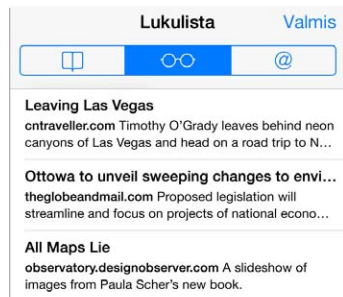 Lukulista
Valmis
@
Leaving Las Vegas
cntraveller.com Timothy O'Grady leaves behind neon
canyons of Las Vegas and head on a road trip to N...
Ottowa to unveil sweeping changes to envi...
theglobeandmail.com Proposed legislation will
streamline and focus on projects of national econo...
All Maps Lie
observatory.designobserver.com A slideshow of
images from Paula Scher's new book.